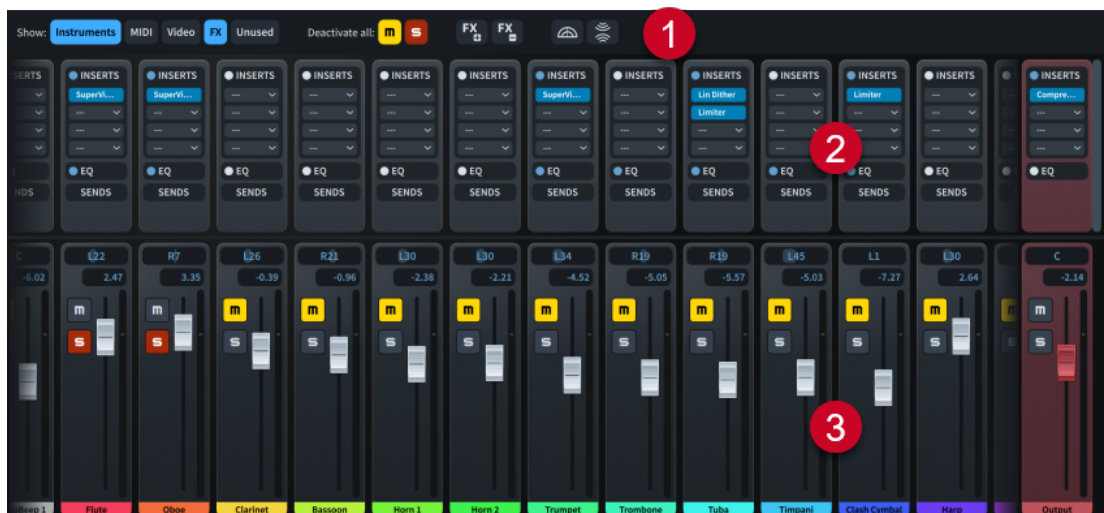 Show: Instruments MIDI Video FX Unused Deactivate all: m s FX FX 1
SERTS INSERTS INSERTS INSERTS INSERTS INSERTS INSERTS INSERTS INSERTS INSERTS INSERTS INSERTS INSERTS INSERTS
SuperVi... SuperVi... --- --- --- --- SuperVi... --- Lin Dither --- Limiter --- Compre...
--- --- --- --- --- --- --- --- Limiter --- --- --- ---
--- --- --- --- --- --- --- --- --- --- --- --- ---
--- --- --- --- --- --- --- --- --- --- --- --- ---
2
EQ EQ EQ EQ EQ EQ EQ EQ EQ EQ EQ EQ EQ
NDS SENDS SENDS SENDS SENDS SENDS SENDS SENDS SENDS SENDS SENDS SENDS SENDS
C L22 R7 L26 R21 L30 L30 L34 R19 R19 L45 L1 L30 C
-6.02 2.47 3.35 -0.39 -0.96 -2.38 -2.21 -4.52 -5.05 -5.57 -5.03 -7.27 2.64 -2.14
m m m m m m m m m m m m m m
S S S S S S S S S S S S S S
3
Flute Oboe Clarinet Bassoon Horn 1 Horn 2 Trumpet Trombone Tuba Timpani Clash Cymbal Harp Output